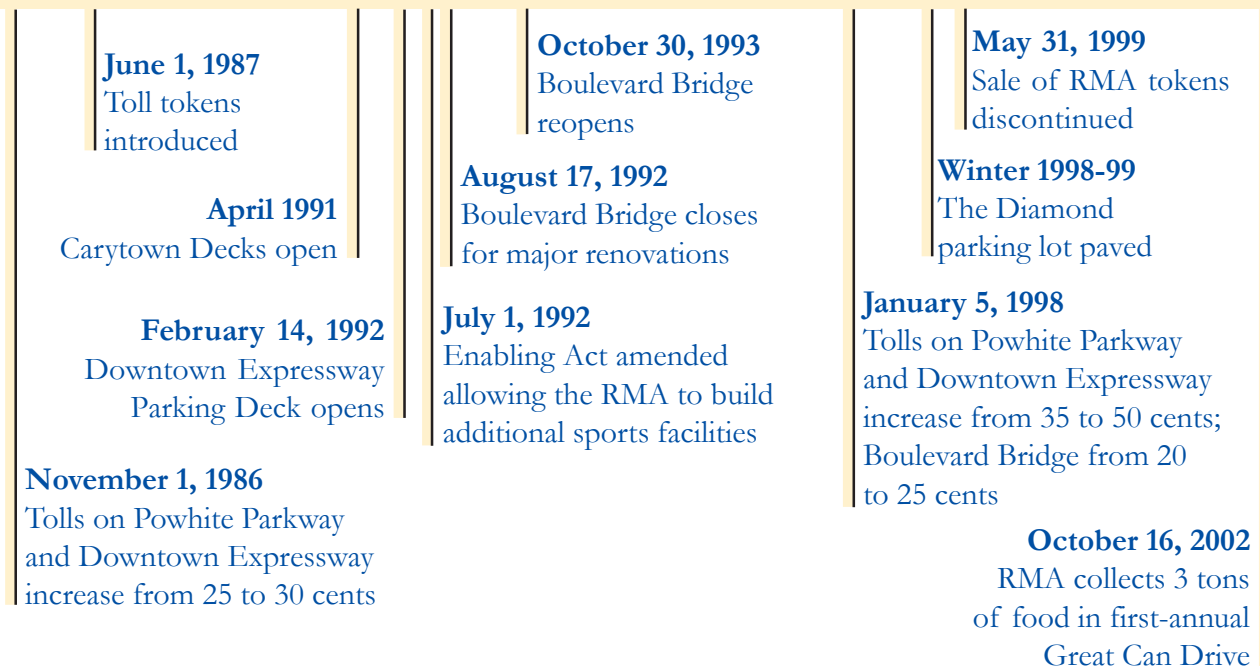 June 1, 1987
Toll tokens
introduced
April 1991
Carytown Decks open
February 14, 1992
Downtown Expressway
Parking Deck opens
November 1, 1986
Tolls on Powhite Parkway
and Downtown Expressway
increase from 25 to 30 cents
October 30, 1993
Boulevard Bridge
reopens
August 17, 1992
Boulevard Bridge closes
for major renovations
July 1, 1992
Enabling Act amended
allowing the RMA to build
additional sports facilities
May 31, 1999
Sale of RMA tokens
discontinued
Winter 1998-99
The Diamond
parking lot paved
January 5, 1998
Tolls on Powhite Parkway
and Downtown Expressway
increase from 35 to 50 cents;
Boulevard Bridge from 20
to 25 cents
October 16, 2002
RMA collects 3 tons
of food in first-annual
Great Can Drive